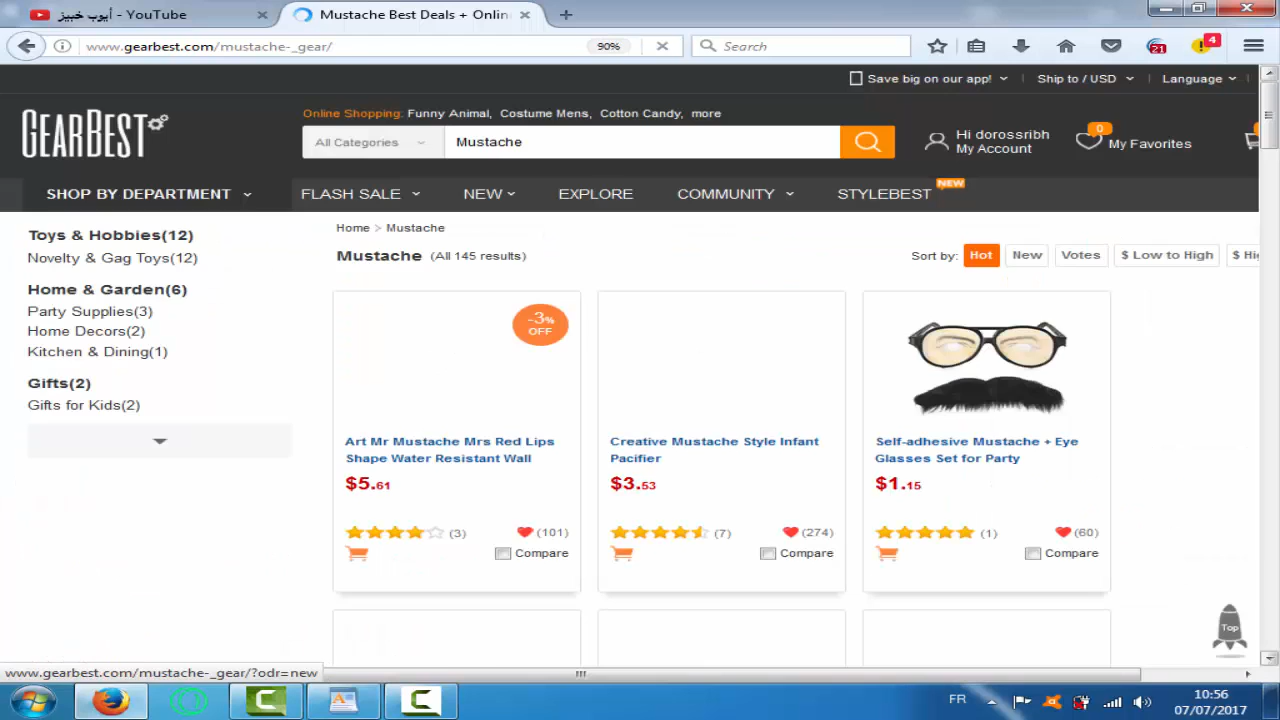 أيوب خبيز - YouTube
Mustache Best Deals + Onlin
www.gearbest.com/mustache-_gear/
90%
Search
21
4
Save big on our app!
Ship to / USD
Language
GEARBEST
Online Shopping: Funny Animal, Costume Mens, Cotton Candy, more
All Categories
Mustache
Hi dorossribh
My Account
0
My Favorites
SHOP BY DEPARTMENT
FLASH SALE
NEW
EXPLORE
COMMUNITY
STYLEBEST
NEW
Toys & Hobbies(12)
Novelty & Gag Toys(12)
Home & Garden(6)
Party Supplies(3)
Home Decors(2)
Kitchen & Dining(1)
Gifts(2)
Gifts for Kids(2)
Home > Mustache
Mustache (All 145 results)
Sort by: Hot New Votes $ Low to High $ Hi
-3% OFF
Art Mr Mustache Mrs Red Lips
Shape Water Resistant Wall
$5.61
(3)
(101)
Compare
Creative Mustache Style Infant
Pacifier
$3.53
(7)
(274)
Compare
Self-adhesive Mustache + Eye
Glasses Set for Party
$1.15
(1)
(60)
Compare
Top
www.gearbest.com/mustache-_gear/?odr=new
FR
10:56
07/07/2017